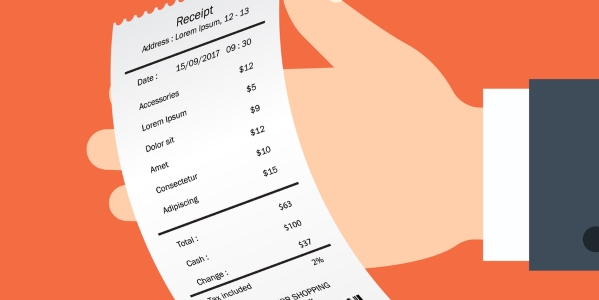 Receipt
Address : Lorem Ipsum, 12 - 13
Date : 15/09/2017 09 : 30
Accessories $12
Lorem Ipsum $5
Dolor sit $9
Amet $12
Consectetur $10
Adipiscing $15
Total : $63
Cash : $100
Change : $37
Tax included 2%
SHOPPING